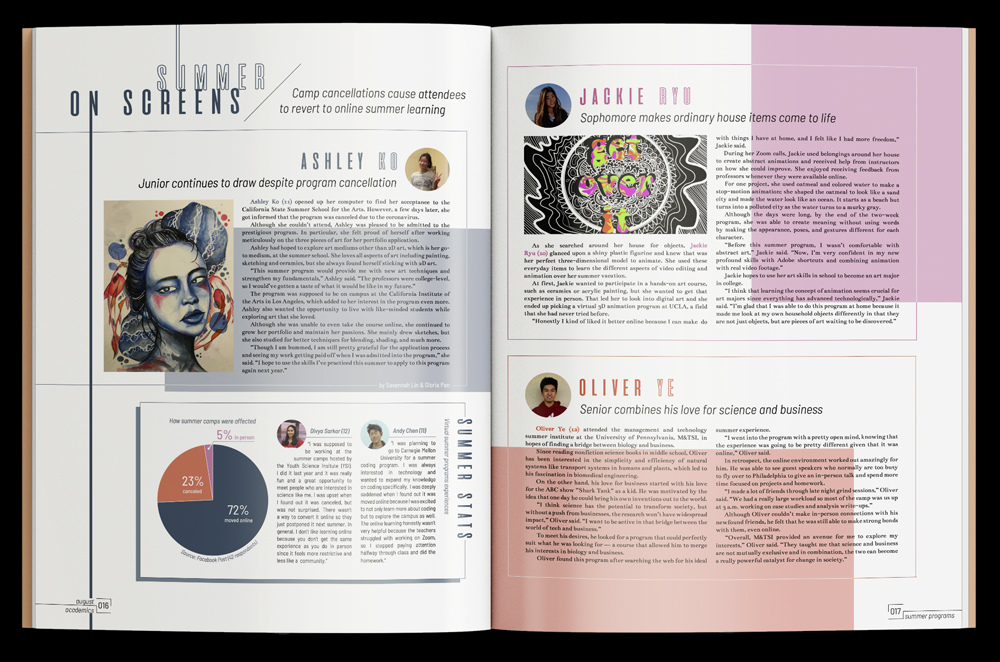 SUMMER
ON SCREENS
Camp cancellations cause attendees
to revert to online summer learning
ASHLEY KO
Junior continues to draw despite program cancellation
Ashley Ko (11) opened up her computer to find her acceptance to the
California State Summer School for the Arts. However, a few days later, she
got informed that the program was canceled due to the coronavirus.
Although she couldn't attend, Ashley was pleased to be admitted to the
prestigious program. In particular, she felt proud of herself after working
meticulously on the three pieces of art for her portfolio application.
Ashley had hoped to explore art mediums other than 2D art, which is her go-
to medium, at the summer school. She loves all aspects of art including painting,
sketching and ceramics, but she always found herself sticking with 2D art.
"This summer program would provide me with new art techniques and
strengthen my fundamentals," Ashley said. "The professors were college-level,
so I would've gotten a taste of what it would be like in my future."
The program was supposed to be on campus at the California Institute of
the Arts in Los Angeles, which added to her interest in the program even more.
Ashley also wanted the opportunity to live with like-minded students while
exploring art that she loved.
Although she was unable to even take the course online, she continued to
grow her portfolio and maintain her passions. She mainly drew sketches, but
she also studied for better techniques for blending, shading, and much more.
"Though I am bummed, I am still pretty grateful for the application process
and seeing my work getting paid off when I was admitted into the program," she
said. "I hope to use the skills I've practiced this summer to apply to this program
again next year."
by Savannah Lin & Gloria Pan
How summer camps were affected
5% in person
23%
canceled
72%
moved online
Source: Facebook Poll (42 respondents)
Divya Sarkar (12)
"I was supposed to
be working at the
summer camps hosted by
the Youth Science Institute (YSI).
I did it last year and it was really
fun and a great opportunity to
meet people who are interested in
science like me. I was upset when
I found out it was canceled, but
was not surprised. There wasn't
a way to convert it online so they
just postponed it next summer. In
general, I don't like learning online
because you don't get the same
experience as you do in person
since it feels more restrictive and
less like a community."
Andy Chen (11)
"I was planning to
go to Carnegie Mellon
University for a summer
coding program. I was always
interested in technology and
wanted to expand my knowledge
on coding specifically. I was deeply
saddened when I found out it was
moved online because I was excited
to not only learn more about coding
but to explore the campus as well.
The online learning honestly wasn't
very helpful because the teachers
struggled with working on Zoom,
so I stopped paying attention
halfway through class and did the
homework."
Virtual summer programs experiences
SUMMER STATS
august
academics
016
JACKIE RYU
Sophomore makes ordinary house items come to life
art
over
it
As she searched around her house for objects, Jackie
Ryu (10) glanced upon a shiny plastic figurine and knew that was
her perfect three-dimensional model to animate. She used these
everyday items to learn the different aspects of video editing and
animation over her summer vacation.
At first, Jackie wanted to participate in a hands-on art course,
such as ceramics or acrylic painting, but she wanted to get that
experience in person. That led her to look into digital art and she
ended up picking a virtual 3D animation program at UCLA, a field
that she had never tried before.
"Honestly I kind of liked it better online because I can make do
with things I have at home, and I felt like I had more freedom,"
Jackie said.
During her Zoom calls, Jackie used belongings around her house
to create abstract animations and received help from instructors
on how she could improve. She enjoyed receiving feedback from
professors whenever they were available online.
For one project, she used oatmeal and colored water to make a
stop-motion animation: she shaped the oatmeal to look like a sand
city and made the water look like an ocean. It starts as a beach but
turns into a polluted city as the water turns to a murky gray.
Although the days were long, by the end of the two-week
program, she was able to create meaning without using words
by making the appearance, poses, and gestures different for each
character.
"Before this summer program, I wasn't comfortable with
abstract art," Jackie said. "Now, I'm very confident in my new
profound skills with Adobe shortcuts and combining animation
with real video footage."
Jackie hopes to use her art skills in school to become an art major
in college.
"I think that learning the concept of animation seems great for
art majors since everything has advanced technologically," Jackie
said. "I'm glad that I was able to do this program at home because it
made me look at my own household objects differently in that they
are not just objects, but are pieces of art waiting to be discovered."
OLIVER YE
Senior combines his love for science and business
Oliver Ye (12) attended the management and technology
summer institute at the University of Pennsylvania, M&TSI, in
hopes of finding a bridge between biology and business.
Since reading nonfiction science books in middle school, Oliver
has been interested in the simplicity and efficiency of natural
systems like transport systems in humans and plants, which led to
his fascination in biomedical engineering.
On the other hand, his love for business started with his love
for the ABC show "Shark Tank" as a kid. He was motivated by the
idea that one day he could bring his own inventions out to the world.
"I think science has the potential to transform society, but
without a push from businesses, the research won't have widespread
impact," Oliver said. "I want to be active in that bridge between the
world of tech and business."
To meet his desires, he looked for a program that could perfectly
suit what he was looking for — a course that allowed him to merge
his interests in biology and business.
Oliver found this program after searching the web for his ideal
summer experience.
"I went into the program with a pretty open mind, knowing that
the experience was going to be pretty different given that it was
online," Oliver said.
In retrospect, the online environment worked out amazingly for
him. He was able to see guest speakers who normally are too busy
to fly over to Philadelphia to give an in-person talk and spend more
time focused on projects and homework.
"I made a lot of friends through late night grind sessions," Oliver
said. "We had a really large workload so most of the camp was us up
at 3 a.m. working on case studies and analysis write-ups."
Although Oliver couldn't make in-person connections with his
new found friends, he felt that he was still able to make strong bonds
with them, even online.
"Overall, M&TSI provided an avenue for me to explore my
interests," Oliver said. "They taught me that science and business
are not mutually exclusive and in combination, the two can become
a really powerful catalyst for change in society."
017
summer programs